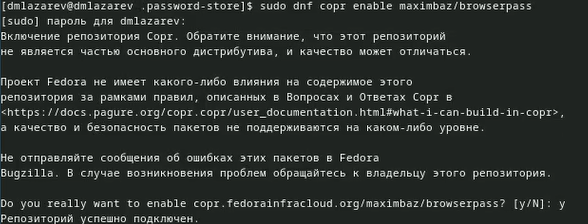 [dmlazarev@dmlazarev .password-store]$ sudo dnf copr enable maximbaz/browserpass
[sudo] пароль для dmlazarev:
Включение репозитория Copr. Обратите внимание, что этот репозиторий
не является частью основного дистрибутива, и качество может отличаться.
Проект Fedora не имеет какого-либо влияния на содержимое этого
репозитория за рамками правил, описанных в Вопросах и Ответах Copr в
<https://docs.pagure.org/copr.copr/user_documentation.html#what-i-can-build-in-copr>,
а качество и безопасность пакетов не поддерживаются на каком-либо уровне.
Не отправляйте сообщения об ошибках этих пакетов в Fedora
Bugzilla. В случае возникновения проблем обращайтесь к владельцу этого репозитория.
Do you really want to enable copr.fedorainfracloud.org/maximbaz/browserpass? [y/N]: y
Репозиторий успешно подключен.